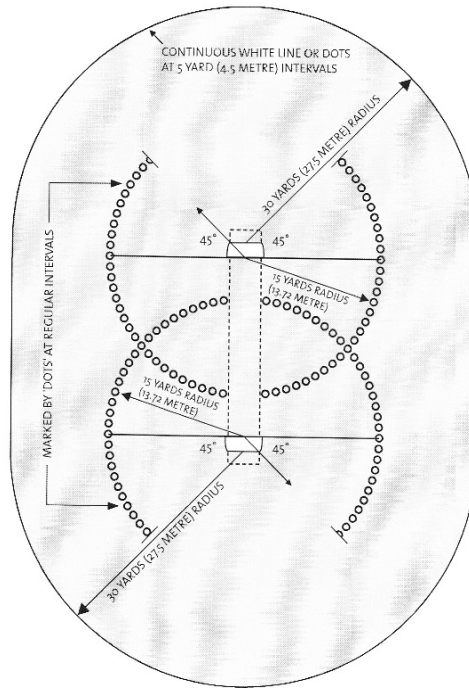 CONTINUOUS WHITE LINE OR DOTS
AT 5 YARD (4.5 METRE) INTERVALS
30 YARDS (27.5 METRE) RADIUS
MARKED BY 'DOTS' AT REGULAR INTERVALS
45°
45°
15 YARDS RADIUS
(13.72 METRE)
15 YARDS RADIUS
(13.72 METRE)
45°
45°
30 YARDS (27.5 METRE) RADIUS